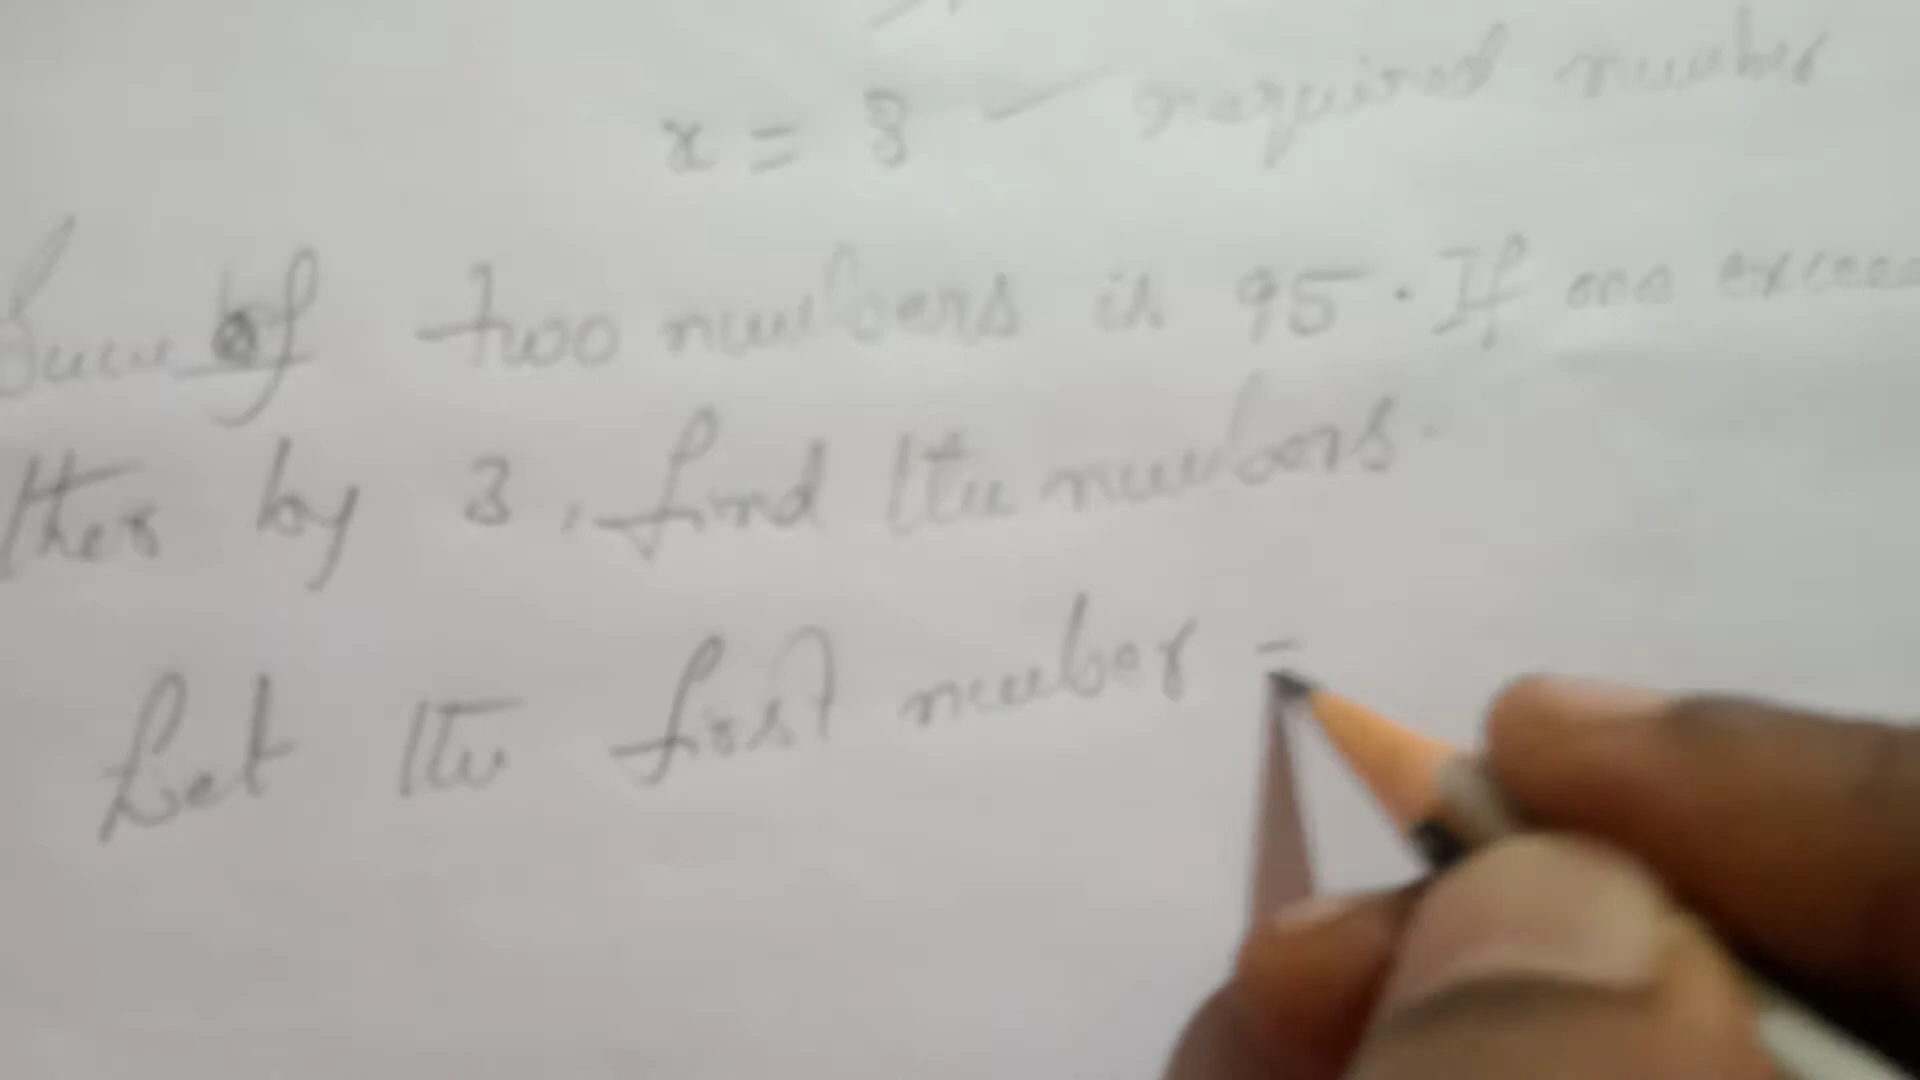 x = 8 — required number
Sum of two numbers is 95. If one exceed
ther by 3, find the numbers.
Let the first number =